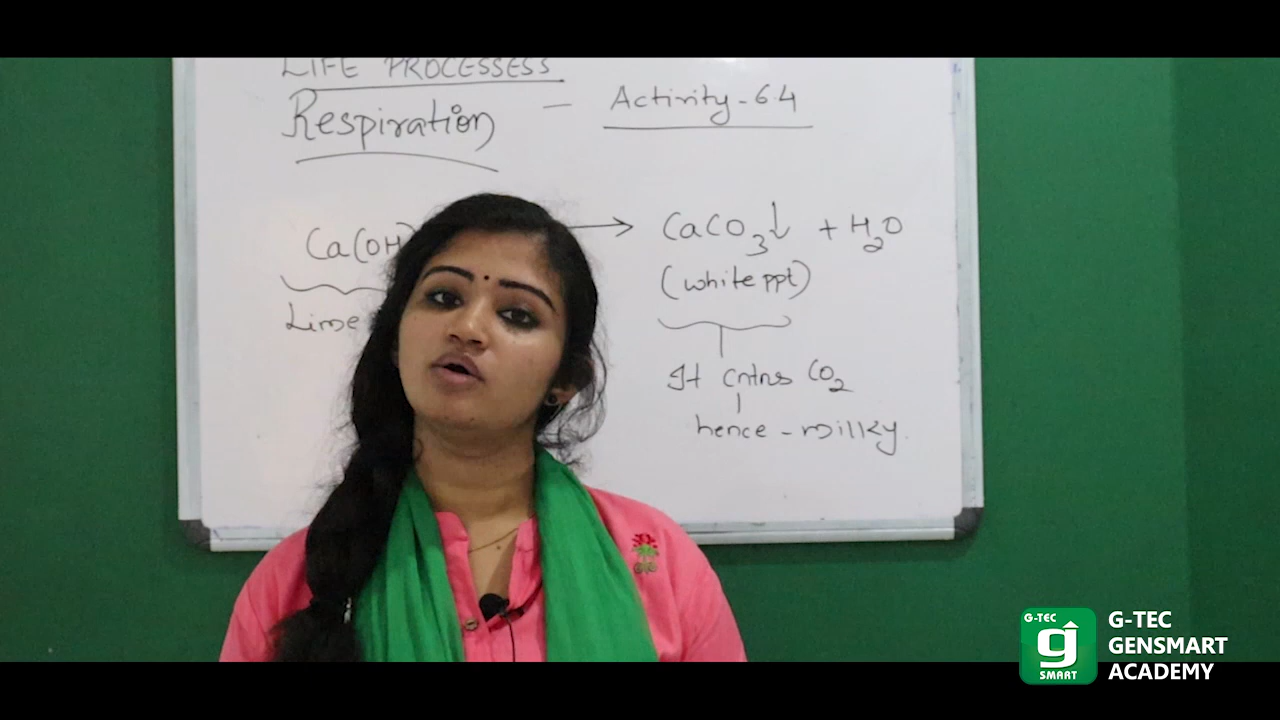 LIFE PROCESSESS
Respiration – Activity-6.4
Ca(OH) → CaCO3↓ + H2O
(white ppt)
Lime
It cntns CO2
hence - milky.
G-TEC
g
SMART
G-TEC
GENSMART
ACADEMY